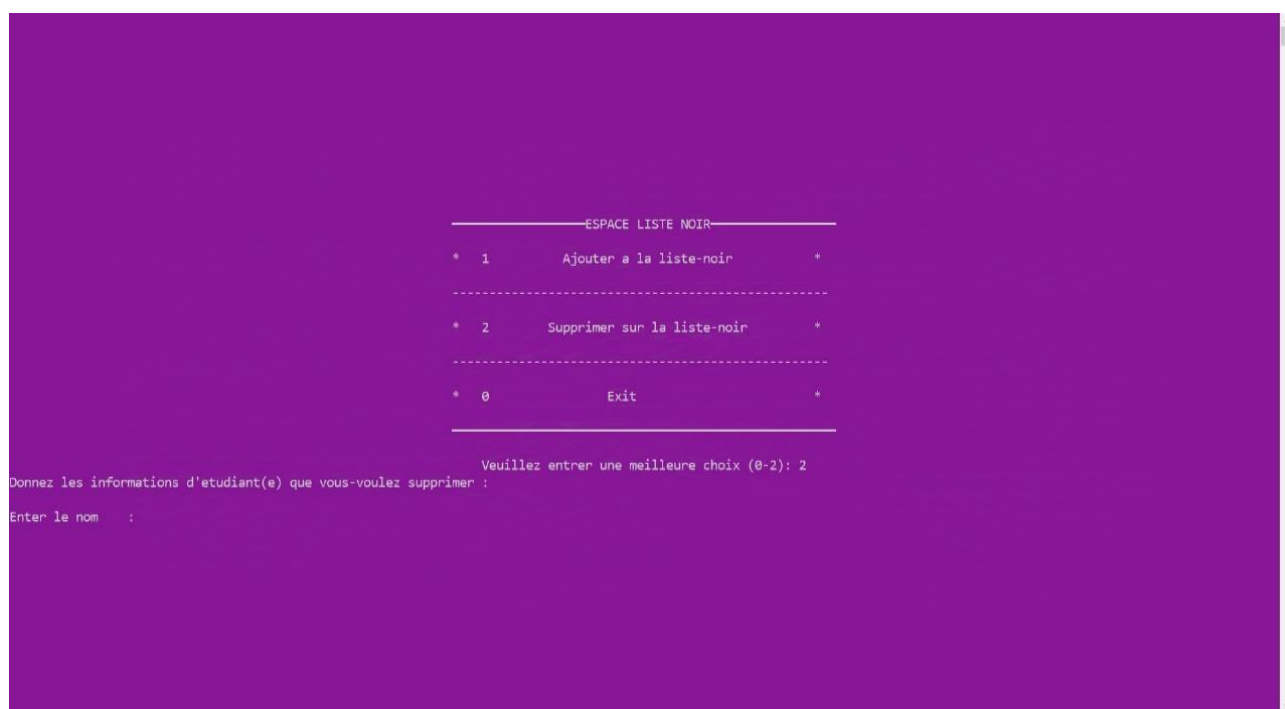 ESPACE LISTE NOIR
* 1 Ajouter a la liste-noir *
* 2 Supprimer sur la liste-noir *
* 0 Exit *
Veuillez entrer une meilleure choix (0-2): 2
Donnez les informations d'etudiant(e) que vous-voulez supprimer :
Enter le nom :